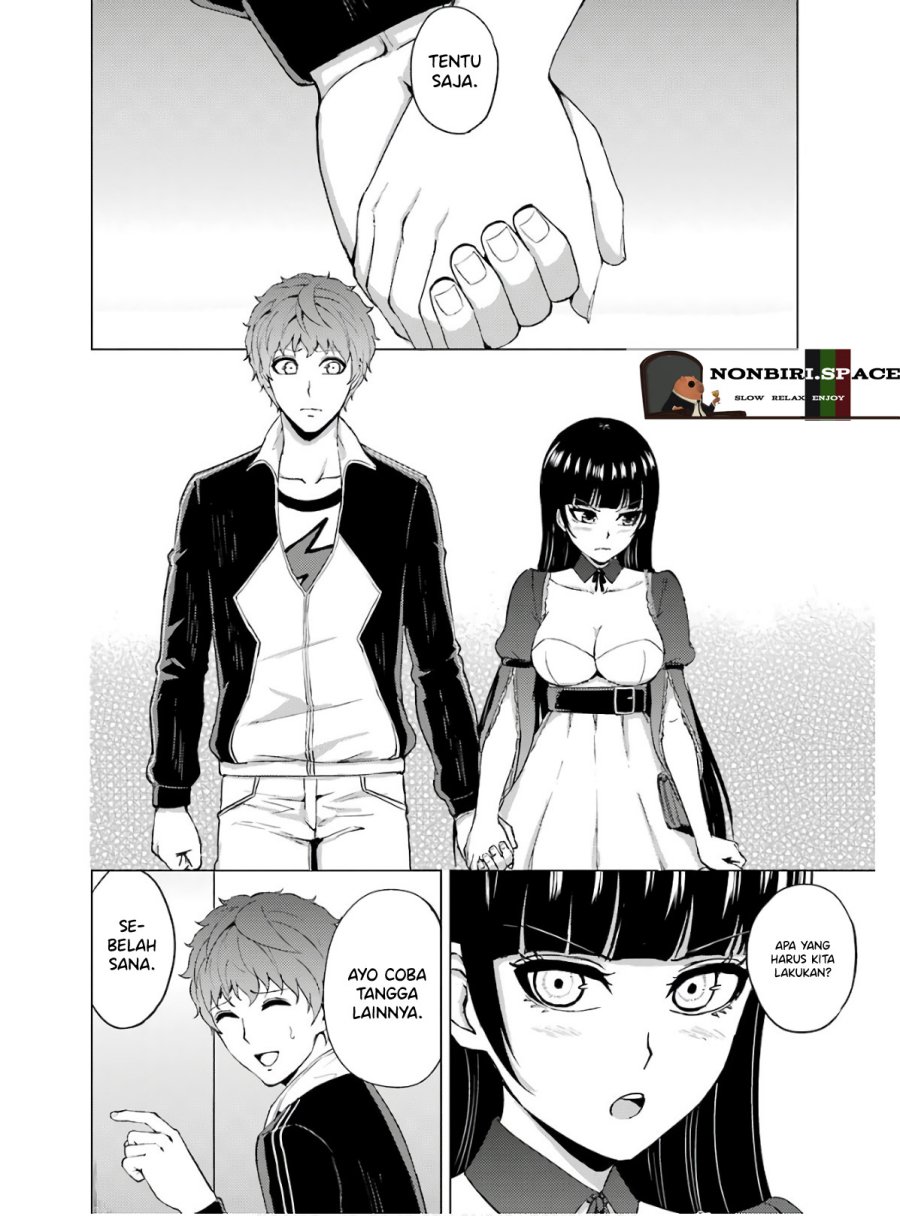 TENTU
SAJA.
NONBIRI.SPACE
SLOW RELAX ENJOY
APA YANG
HARUS KITA
LAKUKAN?
AYO COBA
TANGGA
LAINNYA.
SE-
BELAH
SANA.